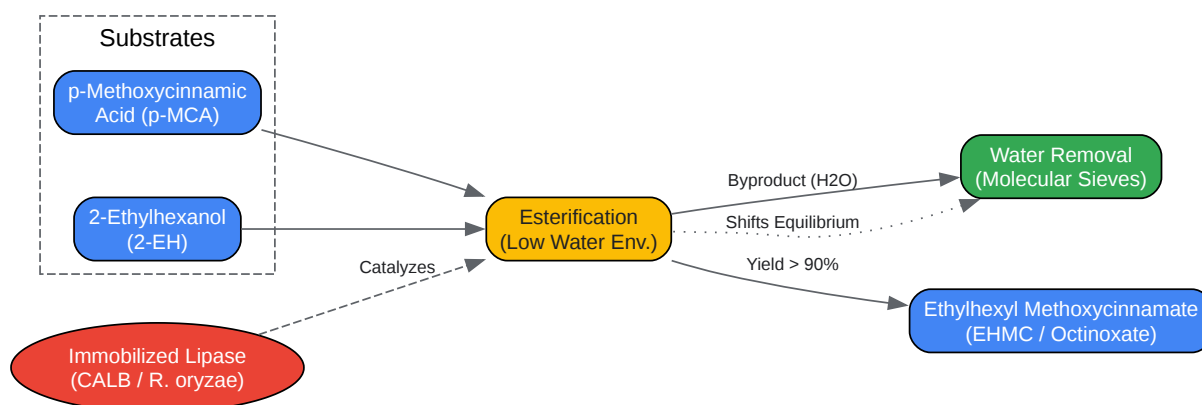 Substrates
p-Methoxycinnamic
Acid (p-MCA)
2-Ethylhexanol
(2-EH)
Catalyzes
Immobilized Lipase
(CALB / R. oryzae)
Esterification
(Low Water Env.)
Byproduct (H2O)
Shifts Equilibrium
Yield > 90%
Water Removal
(Molecular Sieves)
Ethylhexyl Methoxycinnamate
(EHMC / Octinoxate)